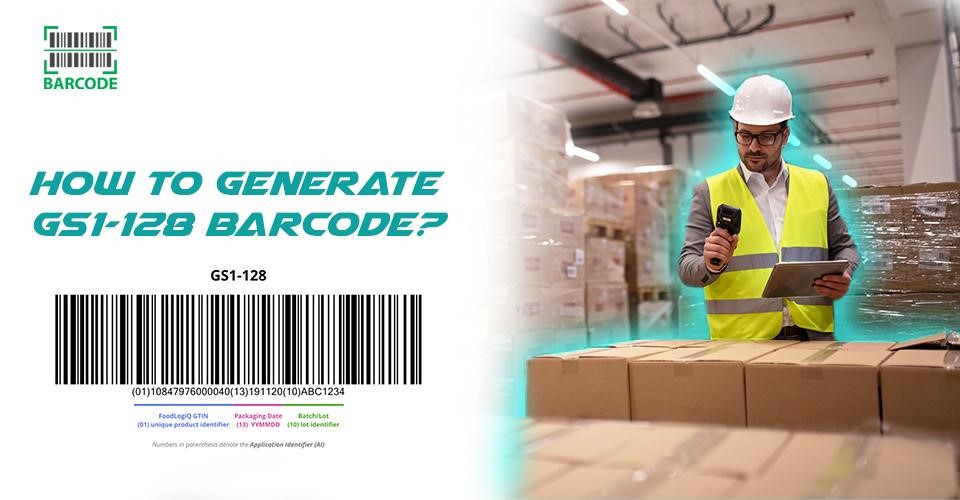 BARCODE
HOW TO GENERATE
GS1-128 BARCODE?
GS1-128
(01)10847976000040(13)191120(10)ABC1234
FoodLogiQ GTIN Packaging Date Batch/Lot
(01) unique product identifier (13) YYMMDD (10) lot identifier
Numbers in parenthesis denote the Application Identifier (AI)